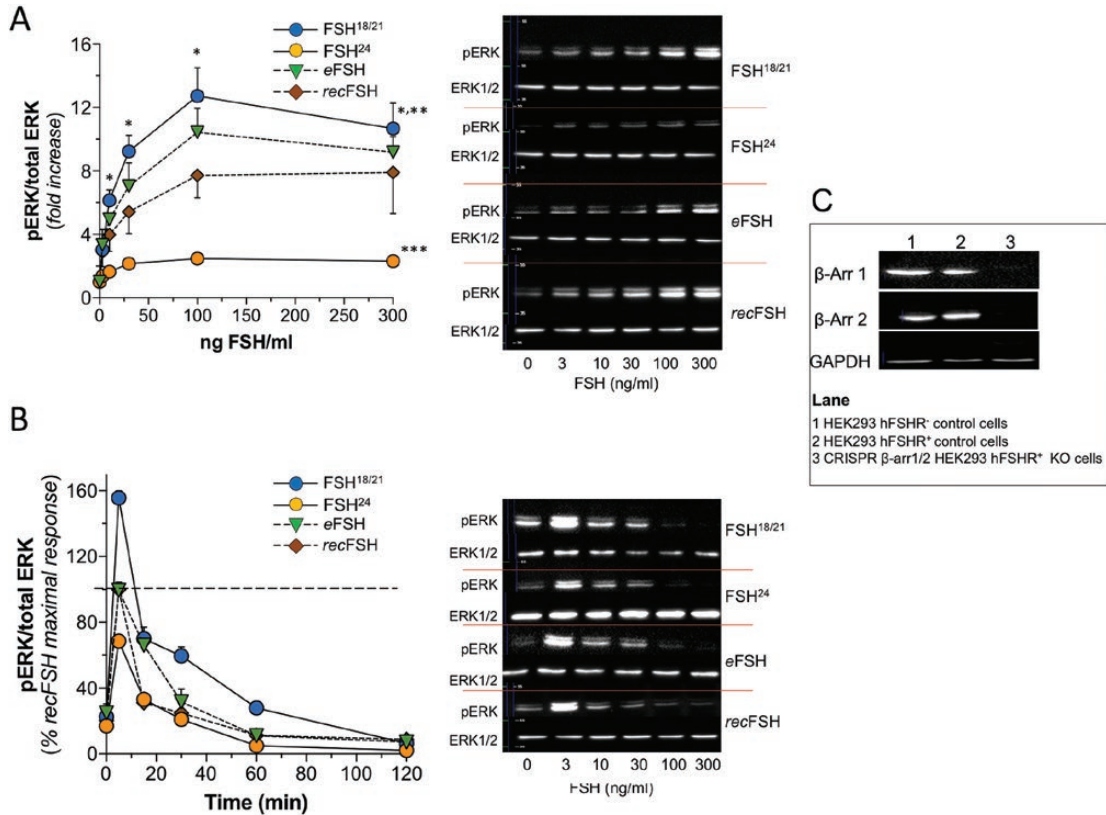 A
16
12
8
4
0
pERK/total ERK
(fold increase)
FSH18/21
FSH24
eFSH
recFSH
*
*
*
*
*,**
***
0 50 100 150 200 250 300
ng FSH/ml
pERK
ERK1/2
FSH18/21
pERK
ERK1/2
FSH24
pERK
ERK1/2
eFSH
pERK
ERK1/2
recFSH
0 3 10 30 100 300
FSH (ng/ml)
C
1 2 3
β-Arr 1
β-Arr 2
GAPDH
Lane
1 HEK293 hFSHR- control cells
2 HEK293 hFSHR+ control cells
3 CRISPR β-arr1/2 HEK293 hFSHR+ KO cells
B
160
120
80
40
0
pERK/total ERK
(% recFSH maximal response)
FSH18/21
FSH24
eFSH
recFSH
0 20 40 60 80 100 120
Time (min)
pERK
ERK1/2
FSH18/21
pERK
ERK1/2
FSH24
pERK
ERK1/2
eFSH
pERK
ERK1/2
recFSH
0 3 10 30 100 300
FSH (ng/ml)